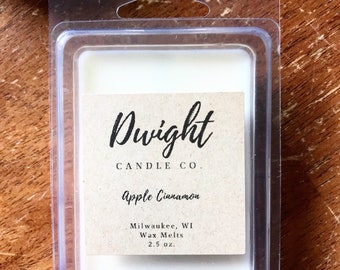 Dwight
CANDLE CO.
Apple Cinnamon
Milwaukee, WI
Wax Melts
2.5 oz.